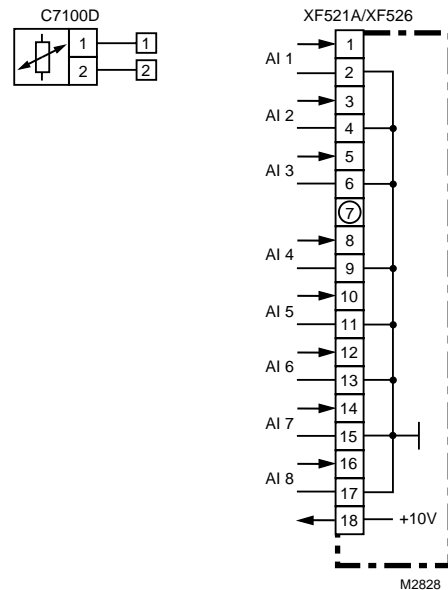 C7100D
1 1
2 2
XF521A/XF526
AI 1
1
2
AI 2
3
4
AI 3
5
6
7
AI 4
8
9
AI 5
10
11
AI 6
12
13
AI 7
14
15
AI 8
16
17
18 +10V
M2828